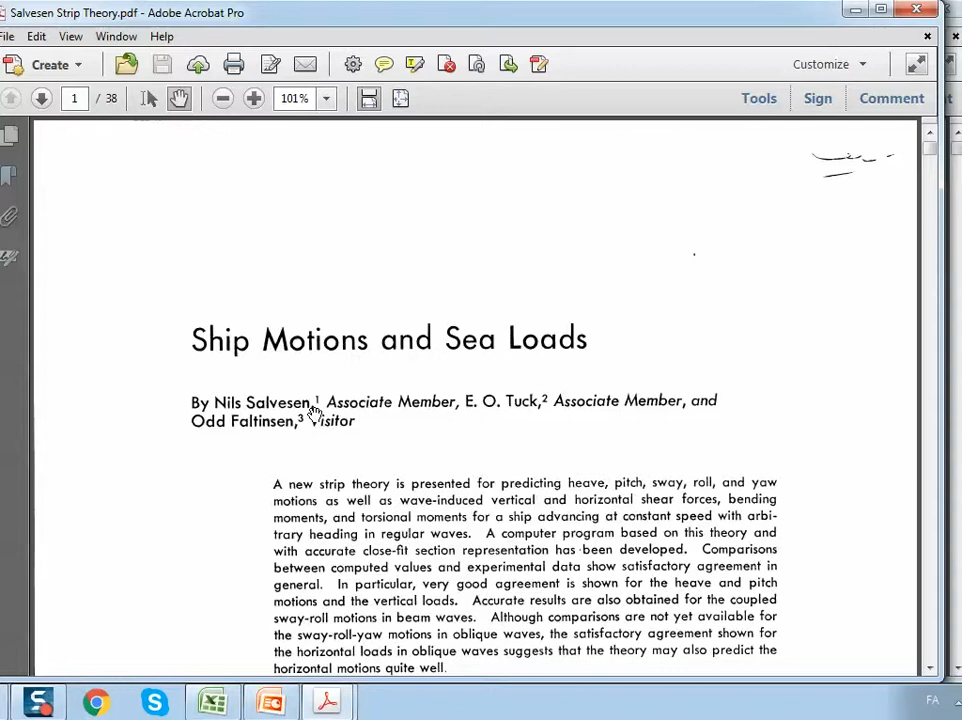 Salvesen Strip Theory.pdf - Adobe Acrobat Pro
File Edit View Window Help
Create Customize
1 / 38 101% Tools Sign Comment
Ship Motions and Sea Loads
By Nils Salvesen,¹ Associate Member, E. O. Tuck,² Associate Member, and
Odd Faltinsen,³ Visitor
A new strip theory is presented for predicting heave, pitch, sway, roll, and yaw
motions as well as wave-induced vertical and horizontal shear forces, bending
moments, and torsional moments for a ship advancing at constant speed with arbi-
trary heading in regular waves. A computer program based on this theory and
with accurate close-fit section representation has been developed. Comparisons
between computed values and experimental data show satisfactory agreement in
general. In particular, very good agreement is shown for the heave and pitch
motions and the vertical loads. Accurate results are also obtained for the coupled
sway-roll motions in beam waves. Although comparisons are not yet available for
the sway-roll-yaw motions in oblique waves, the satisfactory agreement shown for
the horizontal loads in oblique waves suggests that the theory may also predict the
horizontal motions quite well.
FA